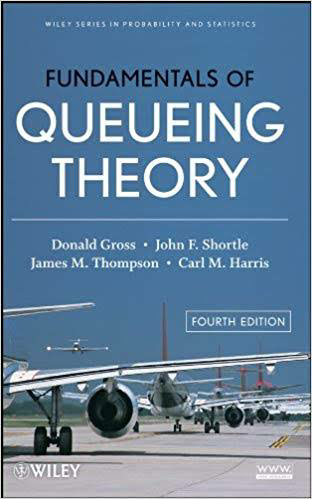 WILEY SERIES IN PROBABILITY AND STATISTICS
FUNDAMENTALS OF
QUEUEING
THEORY
Donald Gross • John F. Shortle
James M. Thompson • Carl M. Harris
FOURTH EDITION
WILEY
WWW.